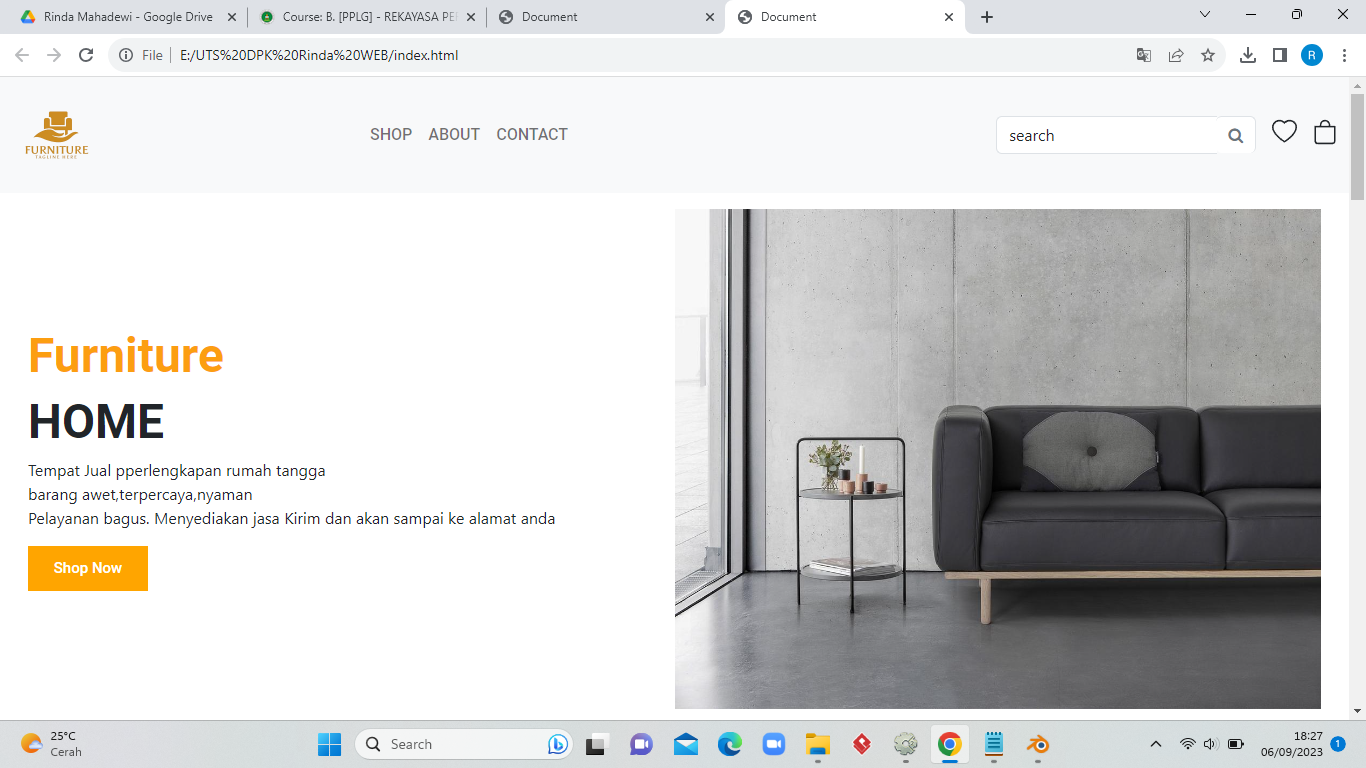 Rinda Mahadewi - Google Drive
Course: B. [PPLG] - REKAYASA PE
Document
Document
File
E:/UTS%20DPK%20Rinda%20WEB/index.html
R
FURNITURE
TAGLINE HERE
SHOP ABOUT CONTACT
search
Furniture
HOME
Tempat Jual pperlengkapan rumah tangga
barang awet,terpercaya,nyaman
Pelayanan bagus. Menyediakan jasa Kirim dan akan sampai ke alamat anda
Shop Now
25°C
Cerah
Search
18:27
06/09/2023
1